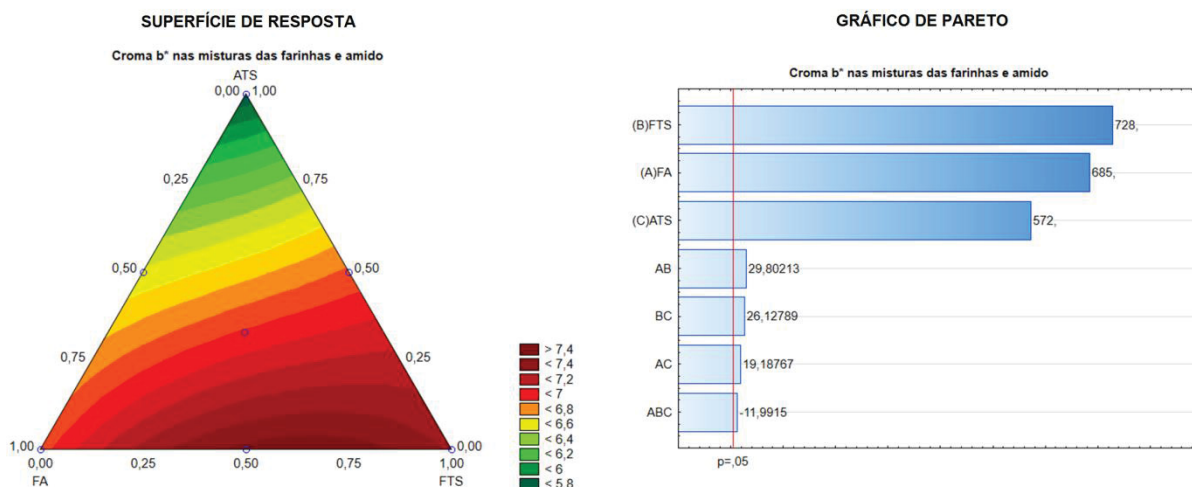 SUPERFÍCIE DE RESPOSTA
Croma b* nas misturas das farinhas e amido
ATS
0,00 1,00
0,25 0,75
0,50 0,50
0,75 0,25
1,00 0,00
0,00 0,25 0,50 0,75 1,00
FA FTS
> 7,4
< 7,4
< 7,2
< 7
< 6,8
< 6,6
< 6,4
< 6,2
< 6
< 5,8
GRÁFICO DE PARETO
Croma b* nas misturas das farinhas e amido
(B)FTS 728,
(A)FA 685,
(C)ATS 572,
AB 29,80213
BC 26,12789
AC 19,18767
ABC -11,9915
p=,05